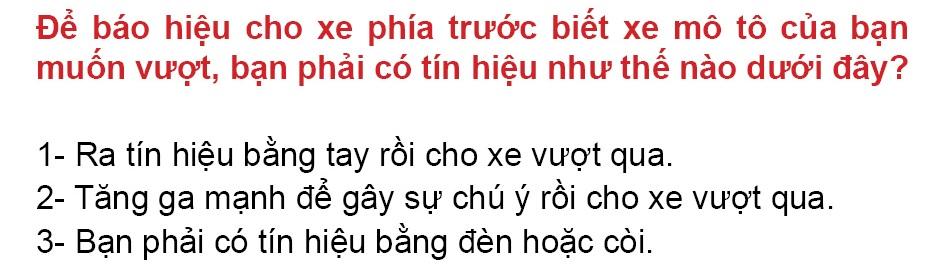 Để báo hiệu cho xe phía trước biết xe mô tô của bạn
muốn vượt, bạn phải có tín hiệu như thế nào dưới đây?
1- Ra tín hiệu bằng tay rồi cho xe vượt qua.
2- Tăng ga mạnh để gây sự chú ý rồi cho xe vượt qua.
3- Bạn phải có tín hiệu bằng đèn hoặc còi.